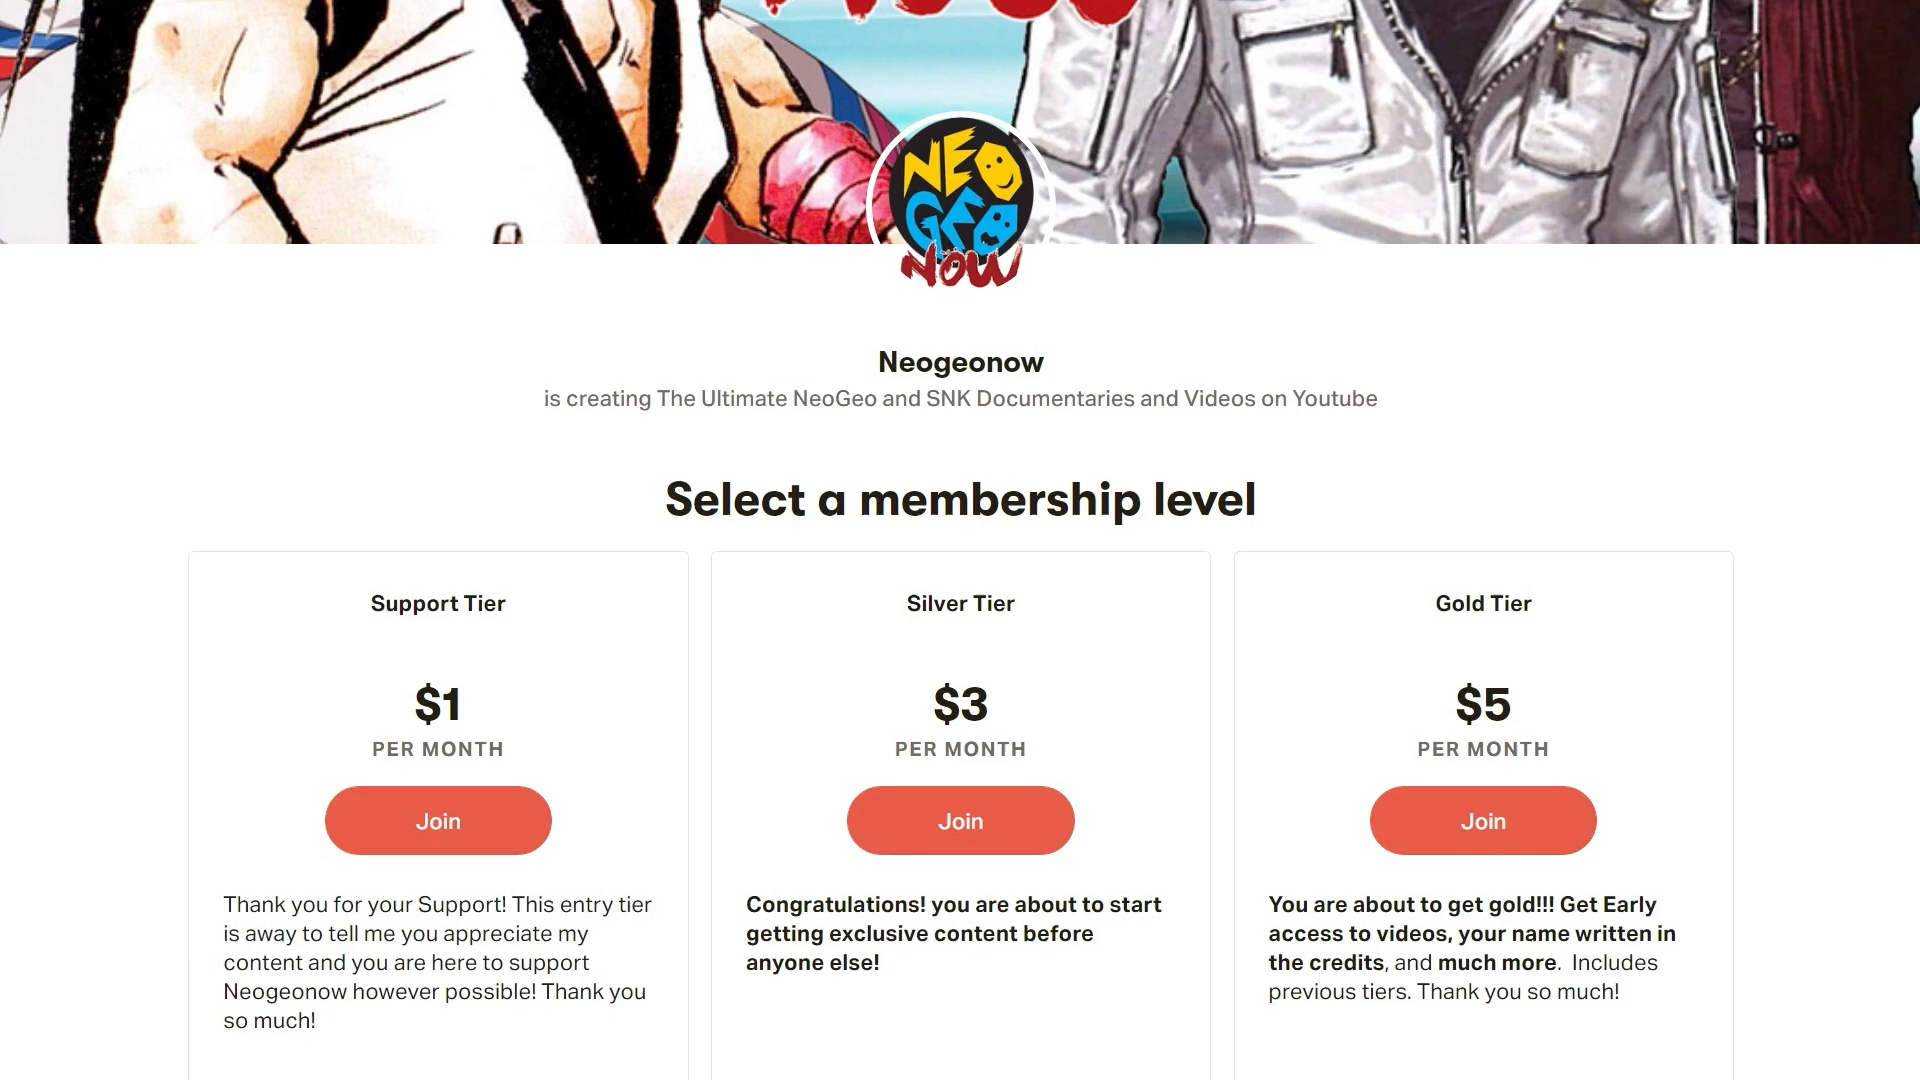 NEO
GEO
NOW
Neogeonow
is creating The Ultimate NeoGeo and SNK Documentaries and Videos on Youtube
Select a membership level
Support Tier
$1
PER MONTH
Join
Thank you for your Support! This entry tier
is away to tell me you appreciate my
content and you are here to support
Neogeonow however possible! Thank you
so much!
Silver Tier
$3
PER MONTH
Join
Congratulations! you are about to start
getting exclusive content before
anyone else!
Gold Tier
$5
PER MONTH
Join
You are about to get gold!!! Get Early
access to videos, your name written in
the credits, and much more.  Includes
previous tiers. Thank you so much!